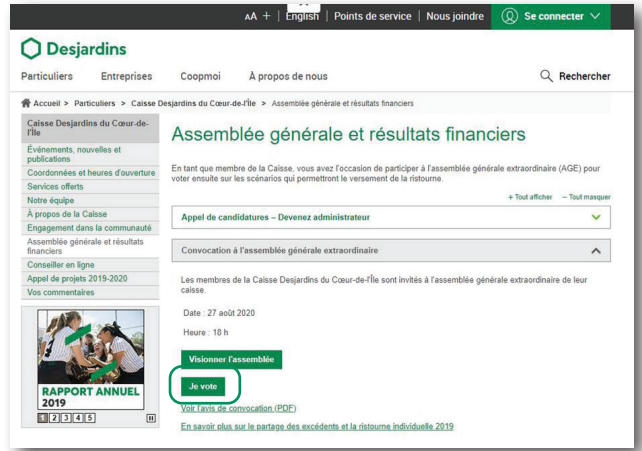 AA + | English | Points de service | Nous joindre Se connecter
Desjardins
Particuliers Entreprises Coopmoi À propos de nous Rechercher
Accueil > Particuliers > Caisse Desjardins du Cœur-de-l'Île > Assemblée générale et résultats financiers
Caisse Desjardins du Cœur-de-
l'Île
Événements, nouvelles et
publications
Coordonnées et heures d'ouverture
Services offerts
Notre équipe
À propos de la Caisse
Engagement dans la communauté
Assemblée générale et résultats
financiers
Conseiller en ligne
Appel de projets 2019-2020
Vos commentaires
RAPPORT ANNUEL
2019
1 2 3 4 5
Assemblée générale et résultats financiers
En tant que membre de la Caisse, vous avez l'occasion de participer à l'assemblée générale extraordinaire (AGE) pour
voter ensuite sur les scénarios qui permettront le versement de la ristourne.
+ Tout afficher – Tout masquer
Appel de candidatures – Devenez administrateur
Convocation à l'assemblée générale extraordinaire
Les membres de la Caisse Desjardins du Cœur-de-l'Île sont invités à l'assemblée générale extraordinaire de leur
caisse.
Date : 27 août 2020
Heure : 18 h
Visionner l'assemblée
Je vote
Voir l'avis de convocation (PDF)
En savoir plus sur le partage des excédents et la ristourne individuelle 2019